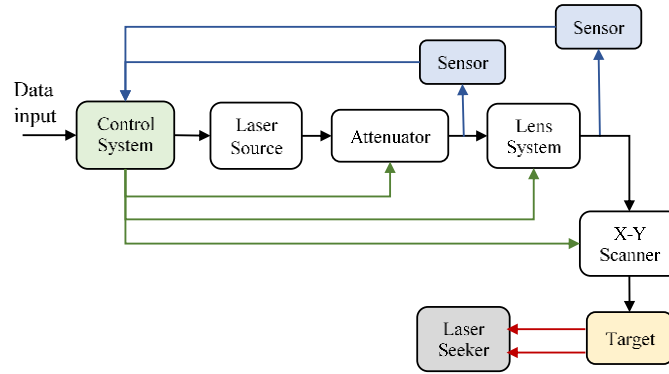 Sensor
Sensor
Data
input
Control
System
Laser
Source
Attenuator
Lens
System
X-Y
Scanner
Laser
Seeker
Target